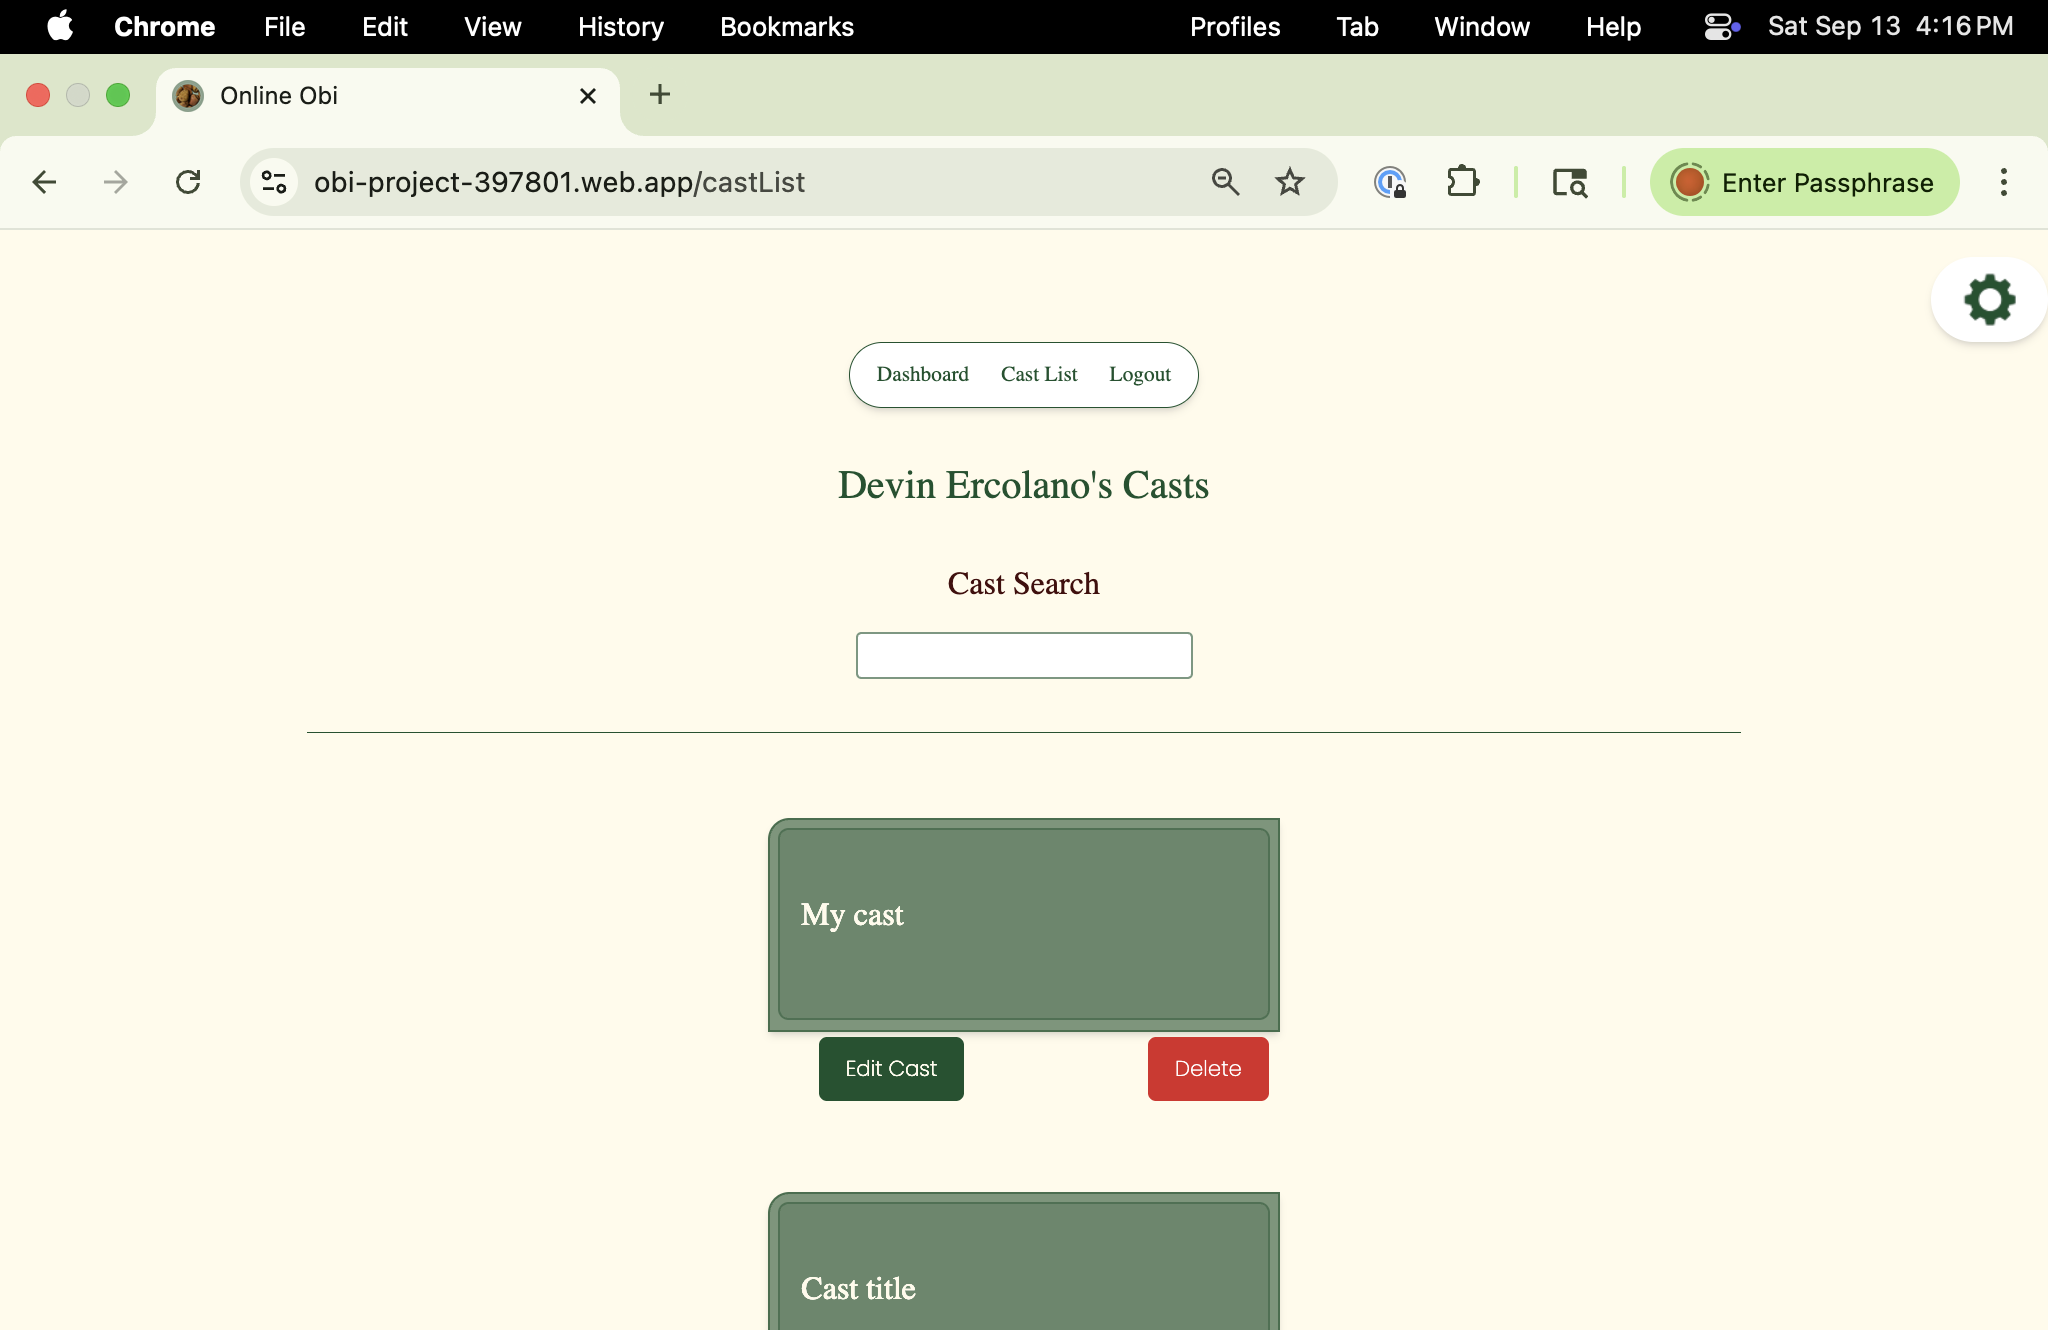 Chrome File Edit View History Bookmarks Profiles Tab Window Help Sat Sep 13 4:16 PM
Online Obi
obi-project-397801.web.app/castList Enter Passphrase
Dashboard Cast List Logout
Devin Ercolano's Casts
Cast Search
My cast
Edit Cast Delete
Cast title